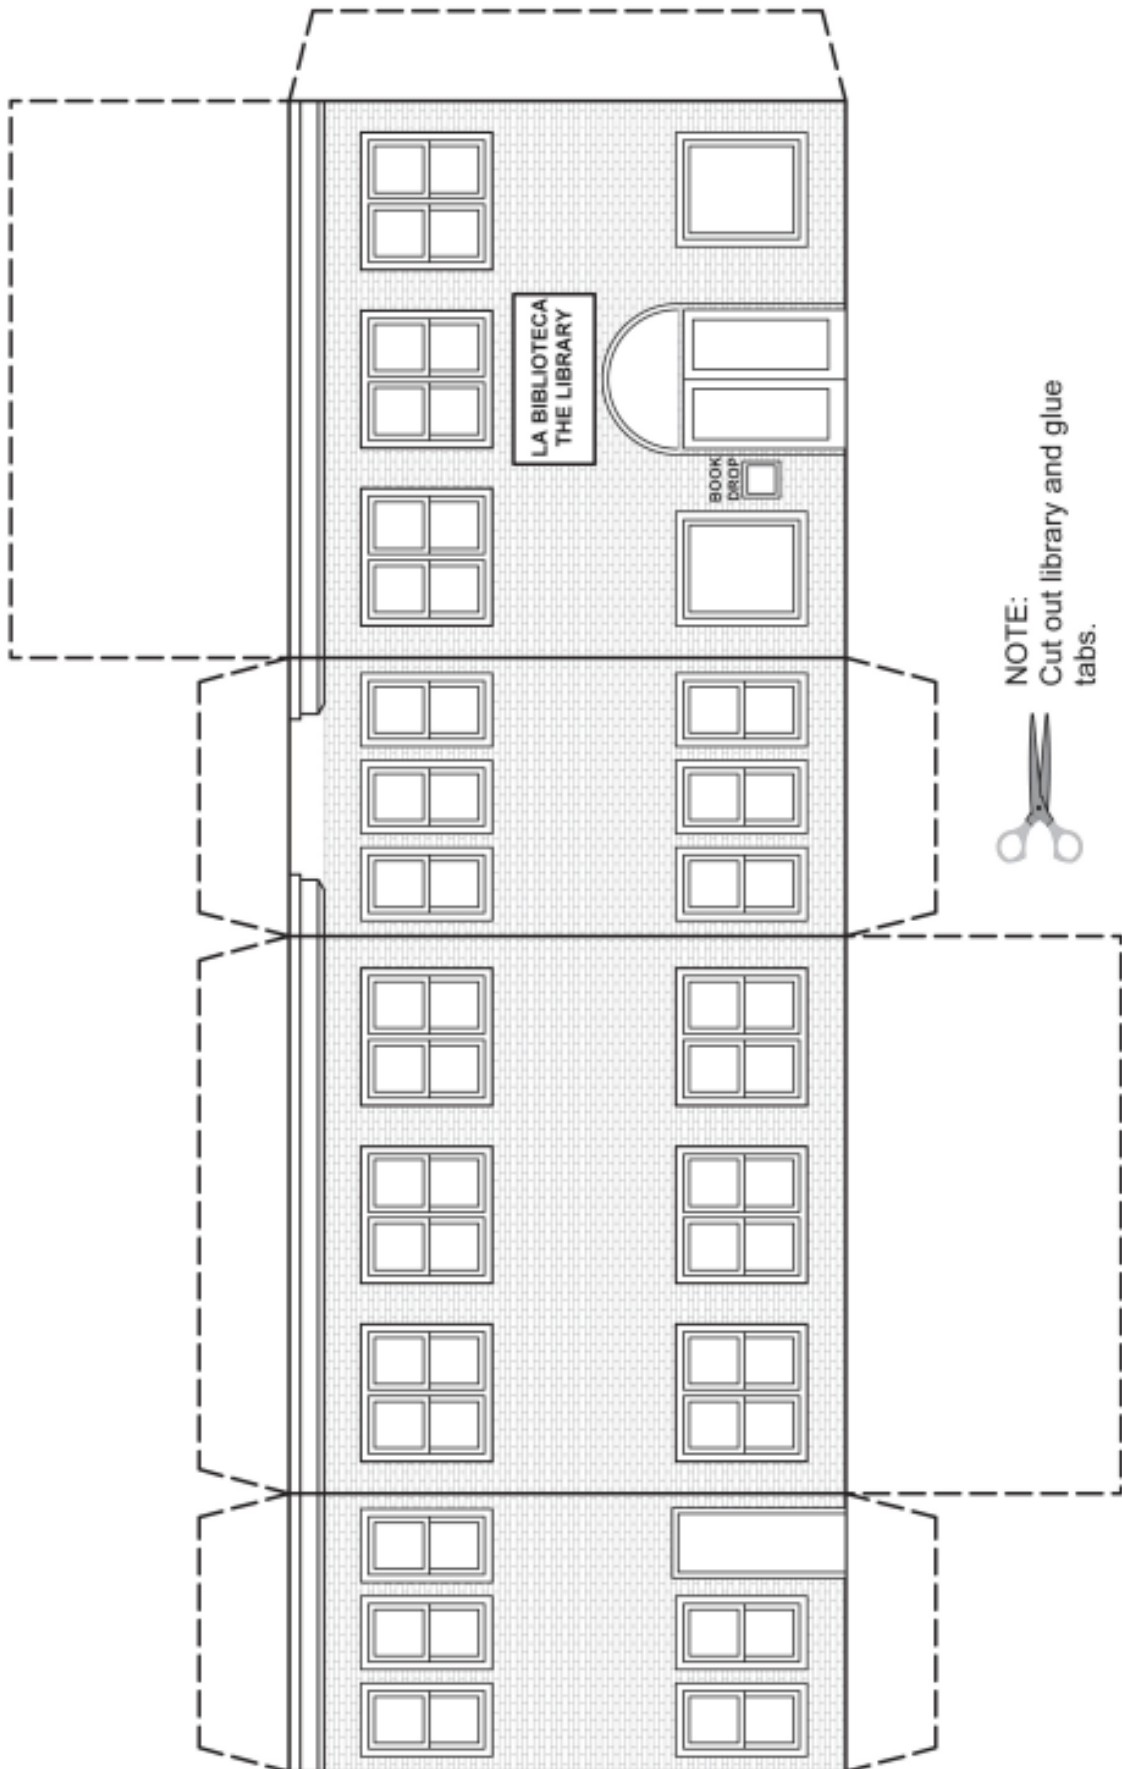 LA BIBLIOTECA
THE LIBRARY
BOOK
DROP
NOTE:
Cut out library and glue
tabs.